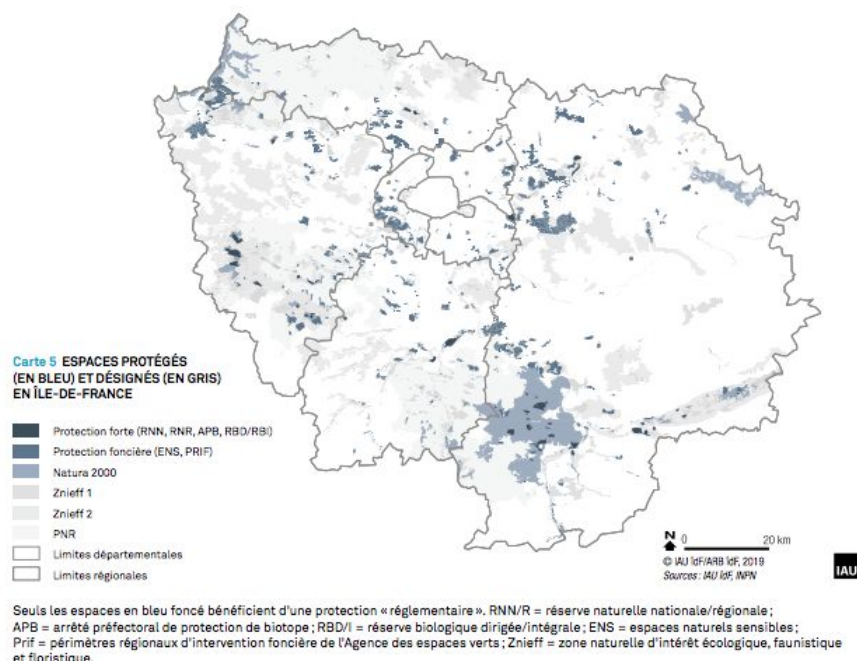 Carte 5 ESPACES PROTÉGÉS
(EN BLEU) ET DÉSIGNÉS (EN GRIS)
EN ÎLE-DE-FRANCE
Protection forte (RNN, RNR, APB, RBD/RBI)
Protection foncière (ENS, PRIF)
Natura 2000
Znieff 1
Znieff 2
PNR
Limites départementales
Limites régionales
N
0 20 km
© IAU îdF/ARB îdF, 2019
Sources : IAU îdF, INPN
IAU
Seuls les espaces en bleu foncé bénéficient d'une protection « réglementaire ». RNN/R = réserve naturelle nationale/régionale ;
APB = arrêté préfectoral de protection de biotope ; RBD/I = réserve biologique dirigée/intégrale ; ENS = espaces naturels sensibles ;
Prif = périmètres régionaux d'intervention foncière de l'Agence des espaces verts ; Znieff = zone naturelle d'intérêt écologique, faunistique
et floristique.